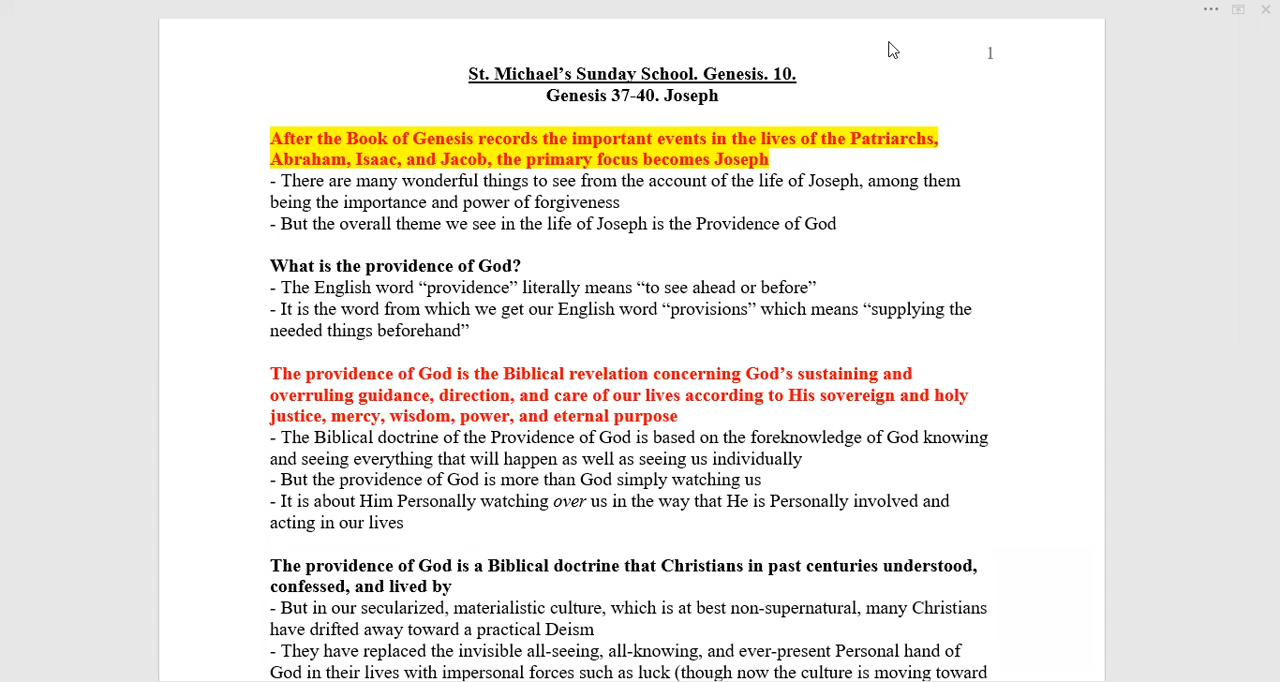 1
St. Michael’s Sunday School. Genesis. 10.
Genesis 37-40. Joseph
After the Book of Genesis records the important events in the lives of the Patriarchs,
Abraham, Isaac, and Jacob, the primary focus becomes Joseph
- There are many wonderful things to see from the account of the life of Joseph, among them
being the importance and power of forgiveness
- But the overall theme we see in the life of Joseph is the Providence of God
What is the providence of God?
- The English word “providence” literally means “to see ahead or before”
- It is the word from which we get our English word “provisions” which means “supplying the
needed things beforehand”
The providence of God is the Biblical revelation concerning God’s sustaining and
overruling guidance, direction, and care of our lives according to His sovereign and holy
justice, mercy, wisdom, power, and eternal purpose
- The Biblical doctrine of the Providence of God is based on the foreknowledge of God knowing
and seeing everything that will happen as well as seeing us individually
- But the providence of God is more than God simply watching us
- It is about Him Personally watching over us in the way that He is Personally involved and
acting in our lives
The providence of God is a Biblical doctrine that Christians in past centuries understood,
confessed, and lived by
- But in our secularized, materialistic culture, which is at best non-supernatural, many Christians
have drifted away toward a practical Deism
- They have replaced the invisible all-seeing, all-knowing, and ever-present Personal hand of
God in their lives with impersonal forces such as luck (though now the culture is moving toward